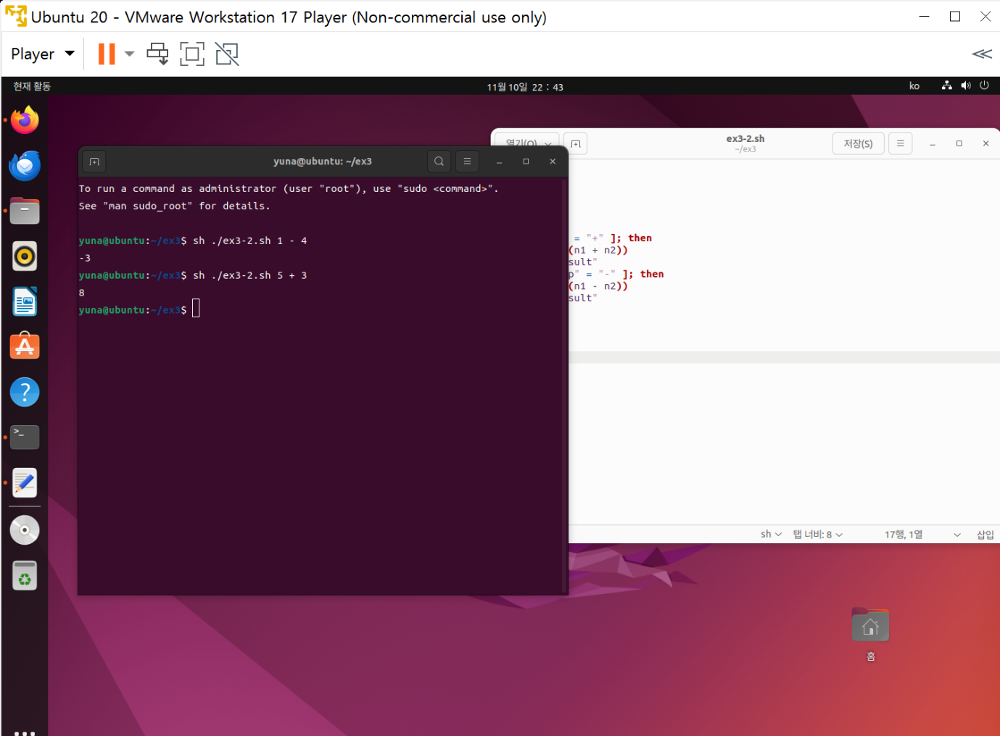 Ubuntu 20 - VMware Workstation 17 Player (Non-commercial use only)
Player
현재 활동
11월 10일 22 : 43
ko
열기(O)
ex3-2.sh
~/ex3
저장(S)
yuna@ubuntu: ~/ex3
To run a command as administrator (user "root"), use "sudo <command>".
See "man sudo_root" for details.
yuna@ubuntu:~/ex3$ sh ./ex3-2.sh 1 - 4
-3
yuna@ubuntu:~/ex3$ sh ./ex3-2.sh 5 + 3
8
yuna@ubuntu:~/ex3$
= "+" ]; then
(n1 + n2))
sult"
p" = "-" ]; then
(n1 - n2))
sult"
sh
탭 너비: 8
17행, 1열
삽입
홈